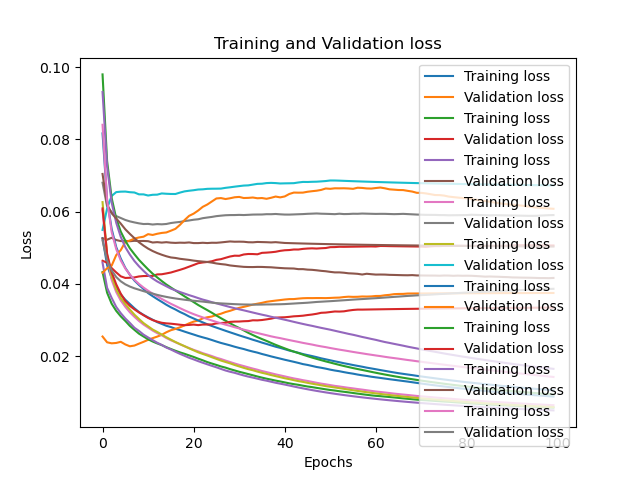 Training and Validation loss
0.10
0.08
0.06
0.04
0.02
Loss
0
20
40
60
80
100
Epochs
Training loss
Validation loss
Training loss
Validation loss
Training loss
Validation loss
Training loss
Validation loss
Training loss
Validation loss
Training loss
Validation loss
Training loss
Validation loss
Training loss
Validation loss
Training loss
Validation loss